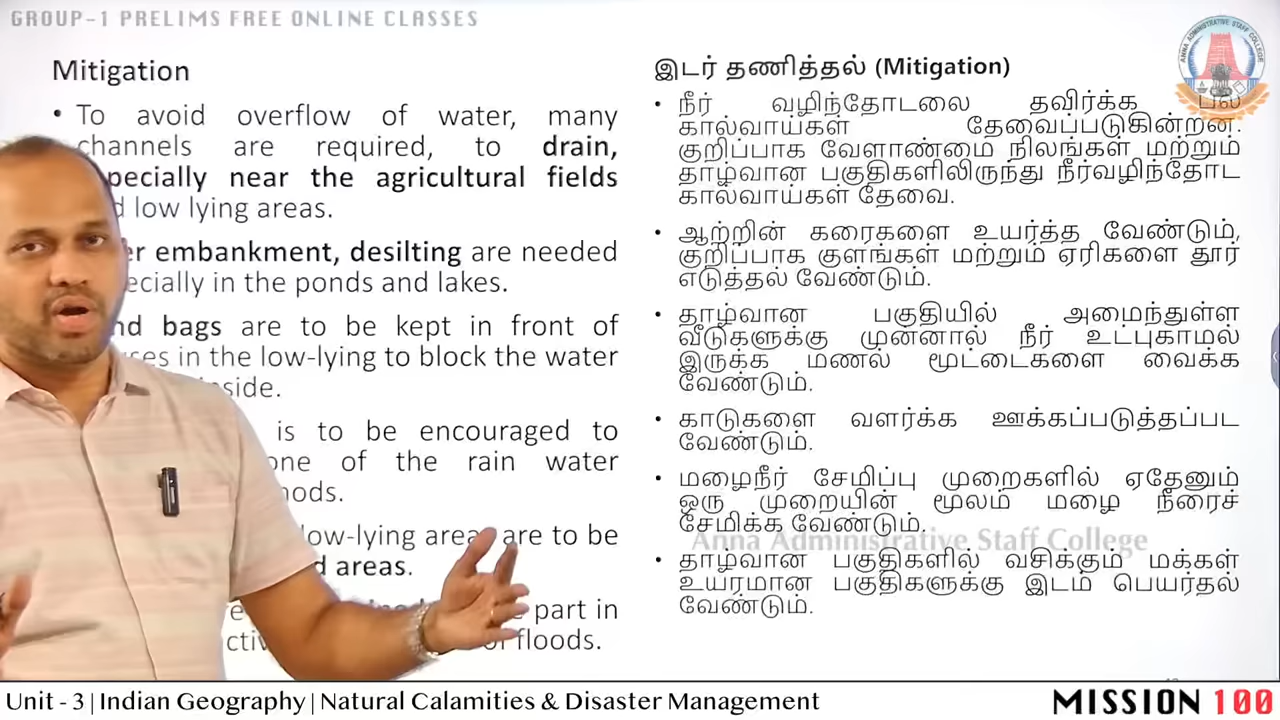 GROUP-1 PRELIMS FREE ONLINE CLASSES
ANNA ADMINISTRATIVE STAFF COLLEGE
Mitigation
• To avoid overflow of water, many
channels are required, to drain,
especially near the agricultural fields
low lying areas.
embankment, desilting are needed
especially in the ponds and lakes.
bags are to be kept in front of
in the low-lying to block the water
inside.
is to be encouraged to
one of the rain water
low-lying areas are to be
areas.
part in
floods.
இடர் தணித்தல் (Mitigation)
• நீர் வழிந்தோடலை தவிர்க்க பல
கால்வாய்கள் தேவைப்படுகின்றன.
குறிப்பாக வேளாண்மை நிலங்கள் மற்றும்
தாழ்வான பகுதிகளிலிருந்து நீர்வழிந்தோட
கால்வாய்கள் தேவை.
• ஆற்றின் கரைகளை உயர்த்த வேண்டும்,
குறிப்பாக குளங்கள் மற்றும் ஏரிகளை தூர்
எடுத்தல் வேண்டும்.
• தாழ்வான பகுதியில் அமைந்துள்ள
வீடுகளுக்கு முன்னால் நீர் உட்புகாமல்
இருக்க மணல் மூட்டைகளை வைக்க
வேண்டும்.
• காடுகளை வளர்க்க ஊக்கப்படுத்தப்பட
வேண்டும்.
• மழைநீர் சேமிப்பு முறைகளில் ஏதேனும்
ஒரு முறையின் மூலம் மழை நீரைச்
சேமிக்க வேண்டும்.
Anna Administrative Staff College
• தாழ்வான பகுதிகளில் வசிக்கும் மக்கள்
உயரமான பகுதிகளுக்கு இடம் பெயர்தல்
வேண்டும்.
Unit - 3 | Indian Geography | Natural Calamities & Disaster Management
MISSION 100